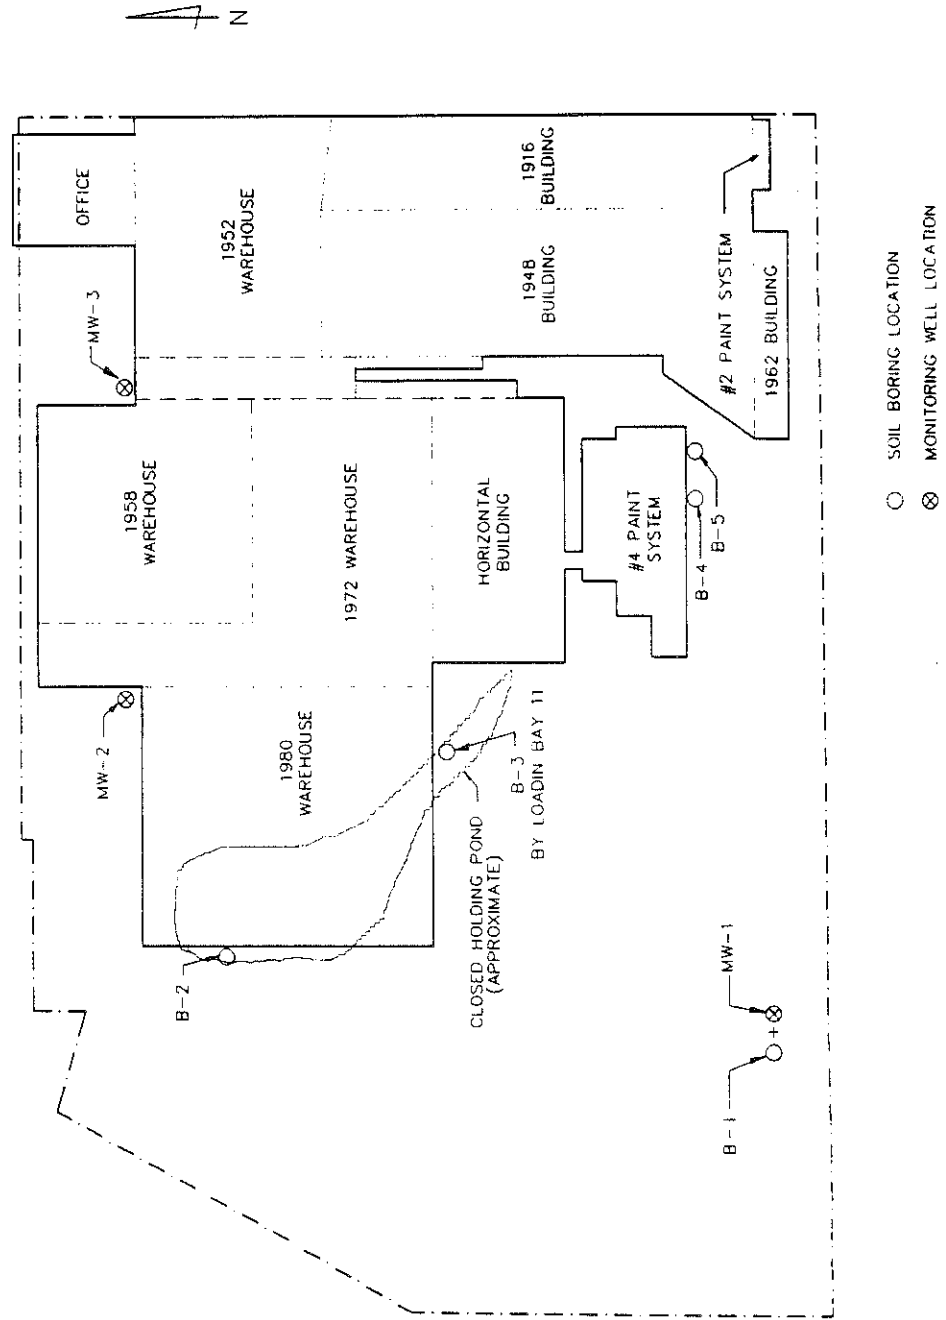 N
OFFICE
MW-3
1952
WAREHOUSE
1916
BUILDING
1948
BUILDING
#2 PAINT SYSTEM
1962 BUILDING
1958
WAREHOUSE
1972 WAREHOUSE
HORIZONTAL
BUILDING
#4 PAINT
SYSTEM
B-4
B-5
MW-2
1980
WAREHOUSE
B-3
BY LOADIN BAY 11
CLOSED HOLDING POND
(APPROXIMATE)
B-2
MW-1
B-1
SOIL BORING LOCATION
MONITORING WELL LOCATION